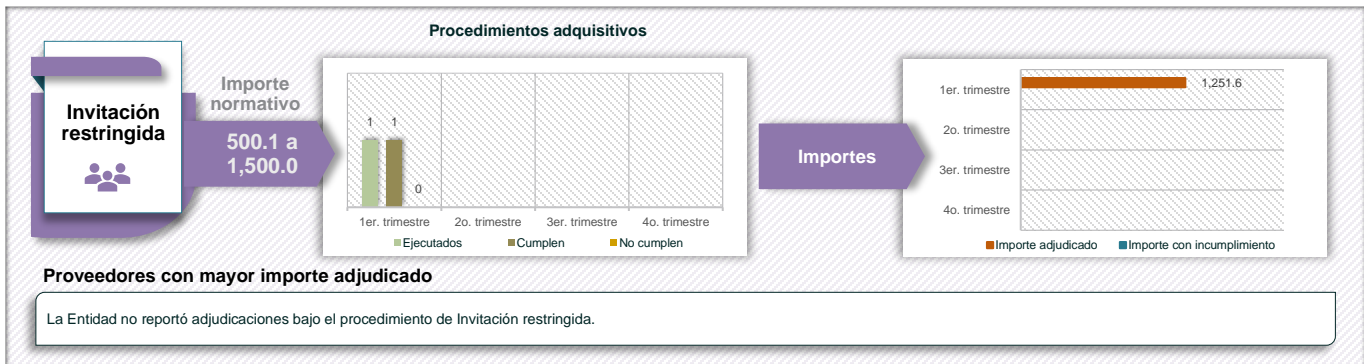 Procedimientos adquisitivos
Invitación
restringida
Importe
normativo
500.1 a
1,500.0
1
1
0
1er. trimestre
2o. trimestre
3er. trimestre
4o. trimestre
Ejecutados
Cumplen
No cumplen
Importes
1er. trimestre
1,251.6
2o. trimestre
3er. trimestre
4o. trimestre
Importe adjudicado
Importe con incumplimiento
Proveedores con mayor importe adjudicado
La Entidad no reportó adjudicaciones bajo el procedimiento de Invitación restringida.